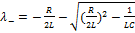 λ₋ = −R/2L − √((R/2L)² − 1/LC)